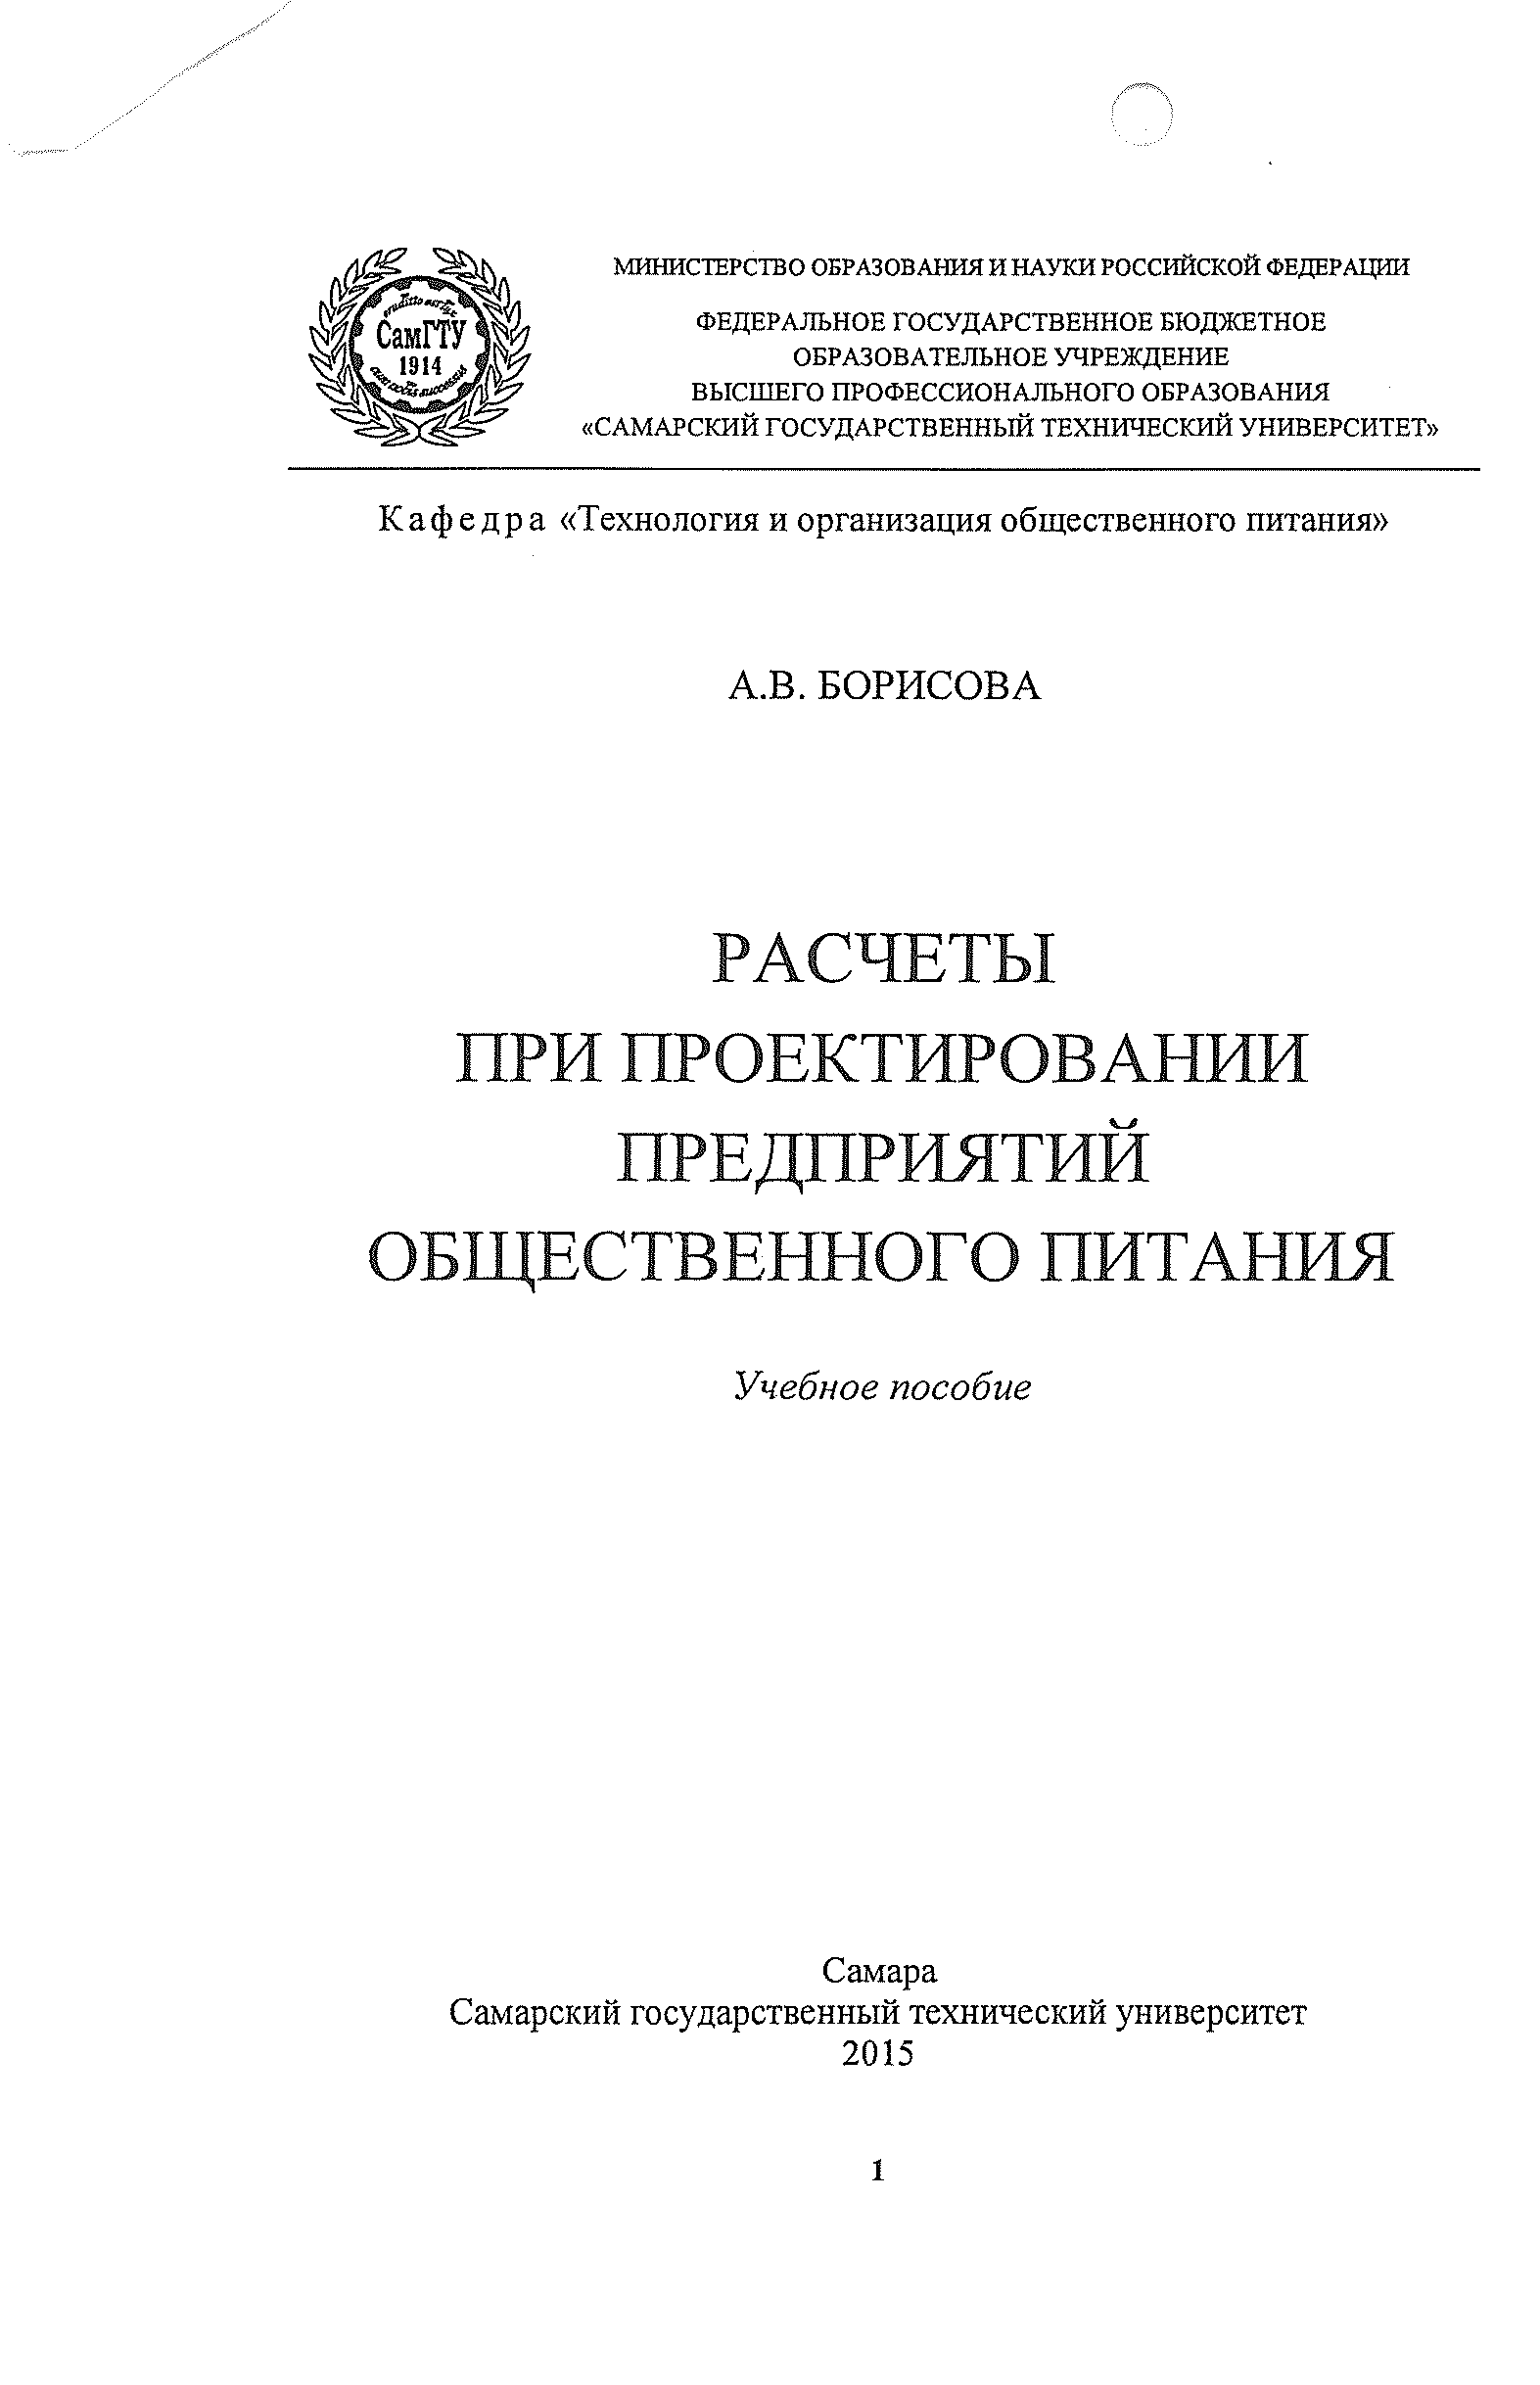 eruditio
СамГТУ
1914
МИНИСТЕРСТВО ОБРАЗОВАНИЯ И НАУКИ РОССИЙСКОЙ ФЕДЕРАЦИИ
ФЕДЕРАЛЬНОЕ ГОСУДАРСТВЕННОЕ БЮДЖЕТНОЕ
ОБРАЗОВАТЕЛЬНОЕ УЧРЕЖДЕНИЕ
ВЫСШЕГО ПРОФЕССИОНАЛЬНОГО ОБРАЗОВАНИЯ
«САМАРСКИЙ ГОСУДАРСТВЕННЫЙ ТЕХНИЧЕСКИЙ УНИВЕРСИТЕТ»
Кафедра «Технология и организация общественного питания»
А.В. БОРИСОВА
РАСЧЕТЫ
ПРИ ПРОЕКТИРОВАНИИ
ПРЕДПРИЯТИЙ
ОБЩЕСТВЕННОГО ПИТАНИЯ
Учебное пособие
Самара
Самарский государственный технический университет
2015
1